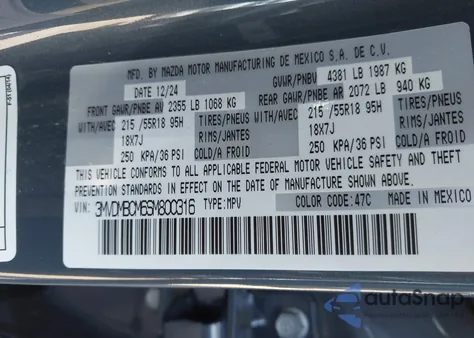 MFD. BY MAZDA MOTOR MANUFACTURING DE MEXICO S.A. DE C.V.
DATE 12/24 GVWR/PNBV 4381 LB 1987 KG
FRONT GAWR/PNBE AV 2355 LB 1068 KG REAR GAWR/PNBE AR 2072 LB 940 KG
WITH/AVEC 215 /55R18 95H TIRES/PNEUS WITH/AVEC 215 /55R18 95H TIRES/PNEUS
18X7J RIMS/JANTES 18X7J RIMS/JANTES
250 KPA/36 PSI COLD/A FROID 250 KPA/36 PSI COLD/A FROID
THIS VEHICLE CONFORMS TO ALL APPLICABLE FEDERAL MOTOR VEHICLE SAFETY AND THEFT
PREVENTION STANDARDS IN EFFECT ON THE DATE OF MANUFACTURE SHOWN ABOVE.
VIN: 3MVDMBCM6SM800316 TYPE:MPV COLOR CODE: 47C MADE IN MEXICO
autoSnap